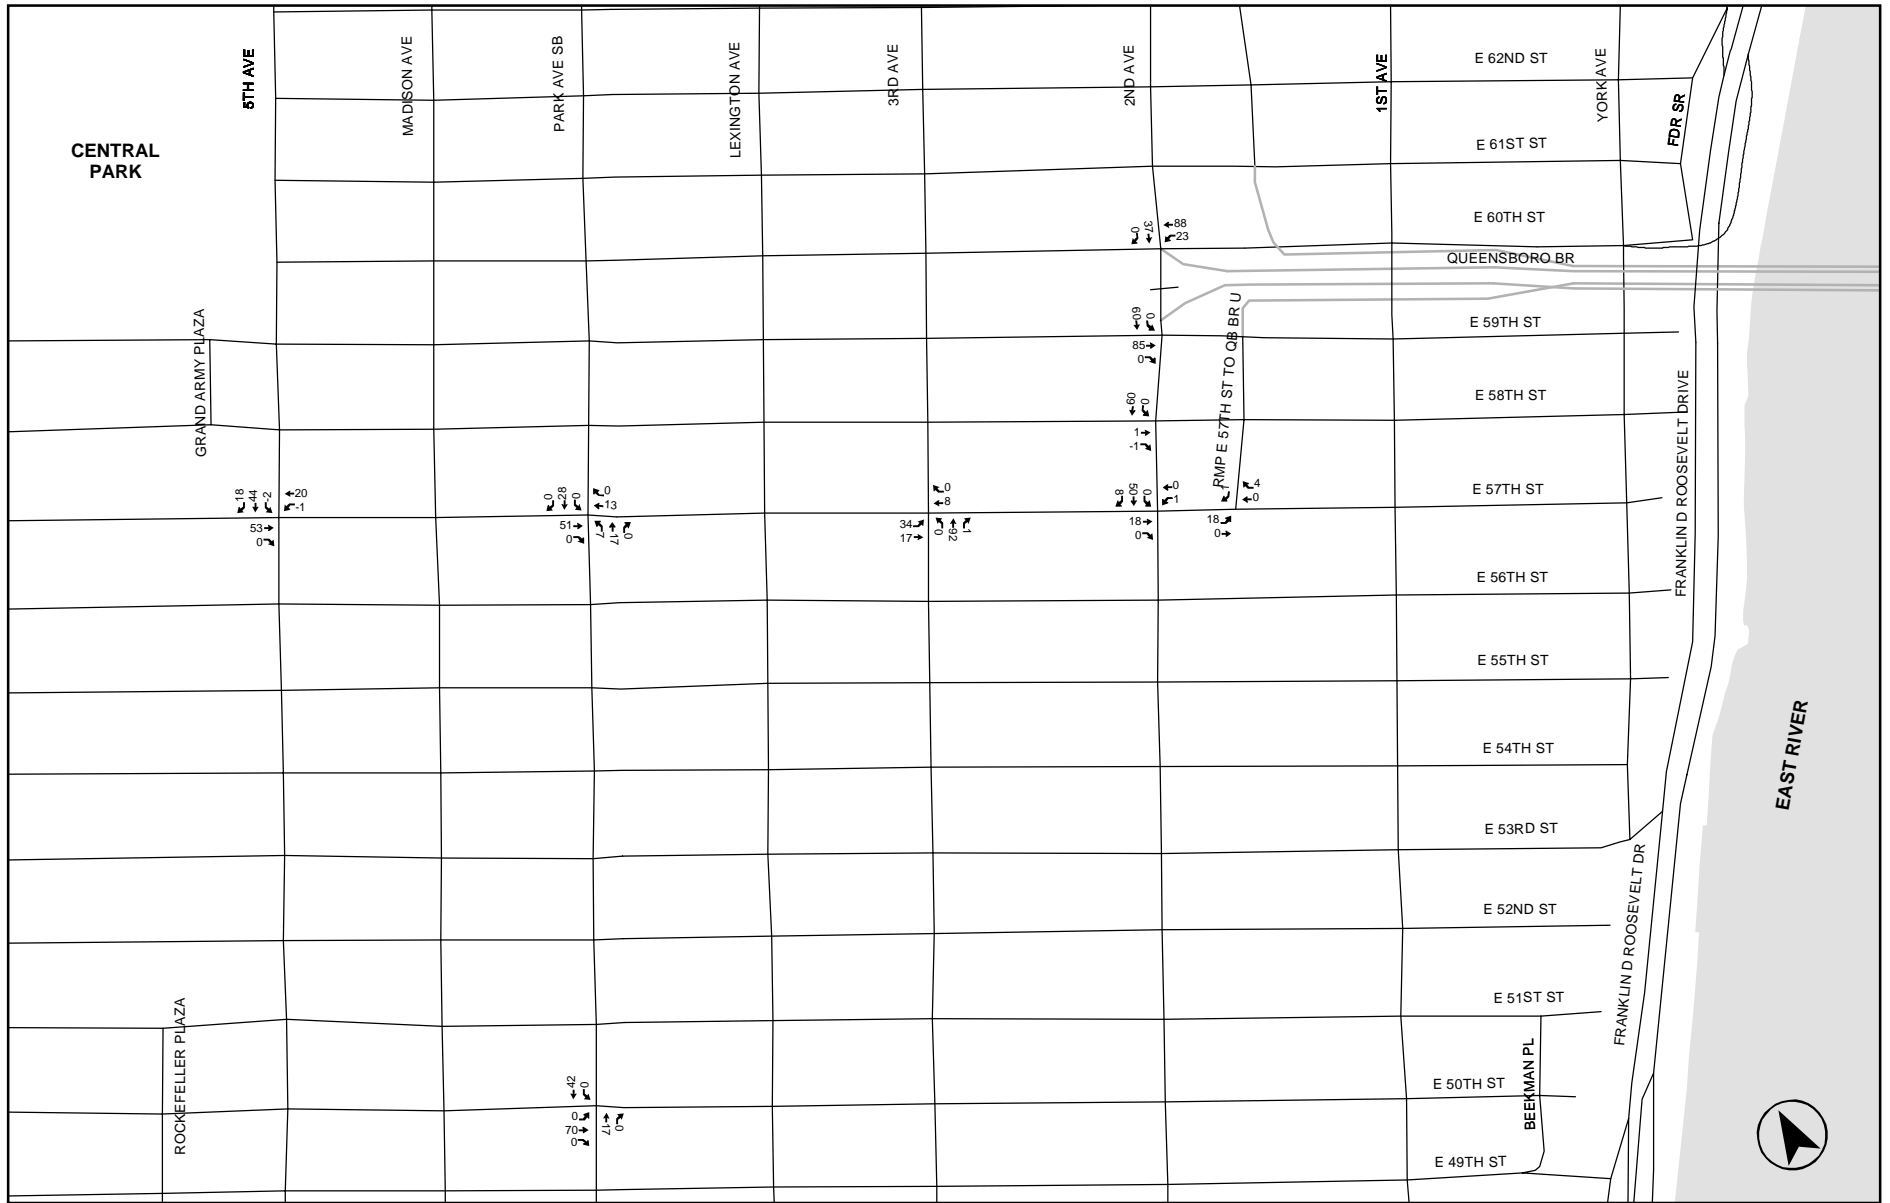 CENTRAL
PARK
5TH AVE
MADISON AVE
PARK AVE SB
LEXINGTON AVE
3RD AVE
2ND AVE
1ST AVE
YORK AVE
FDR SR
E 62ND ST
E 61ST ST
E 60TH ST
QUEENSBORO BR
E 59TH ST
E 58TH ST
E 57TH ST
E 56TH ST
E 55TH ST
E 54TH ST
E 53RD ST
E 52ND ST
E 51ST ST
E 50TH ST
E 49TH ST
GRAND ARMY PLAZA
ROCKEFELLER PLAZA
RMP E 57TH ST TO QB BR U
FRANKLIN D ROOSEVELT DRIVE
FRANKLIN D ROOSEVELT DR
BEEKMAN PL
EAST RIVER
0
37
88
23
60
0
85
0
60
0
1
-1
18
44
-2
20
-1
53
0
0
28
0
0
13
51
0
7
17
0
0
8
34
17
0
92
1
8
50
0
0
1
18
0
1
4
0
18
0
42
0
0
70
0
17
0